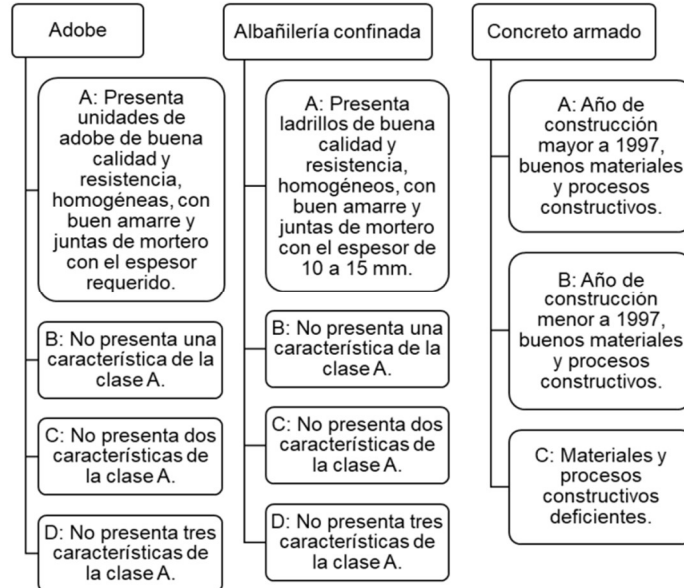 Adobe
A: Presenta
unidades de
adobe de buena
calidad y
resistencia,
homogéneas, con
buen amarre y
juntas de mortero
con el espesor
requerido.
B: No presenta una
característica de la
clase A.
C: No presenta dos
características de
la clase A.
D: No presenta tres
características de
la clase A.
Albañilería confinada
A: Presenta
ladrillos de buena
calidad y
resistencia,
homogéneos, con
buen amarre y
juntas de mortero
con el espesor de
10 a 15 mm.
B: No presenta una
característica de la
clase A.
C: No presenta dos
características de
la clase A.
D: No presenta tres
características de
la clase A.
Concreto armado
A: Año de
construcción
mayor a 1997,
buenos materiales
y procesos
constructivos.
B: Año de
construcción
menor a 1997,
buenos materiales
y procesos
constructivos.
C: Materiales y
procesos
constructivos
deficientes.